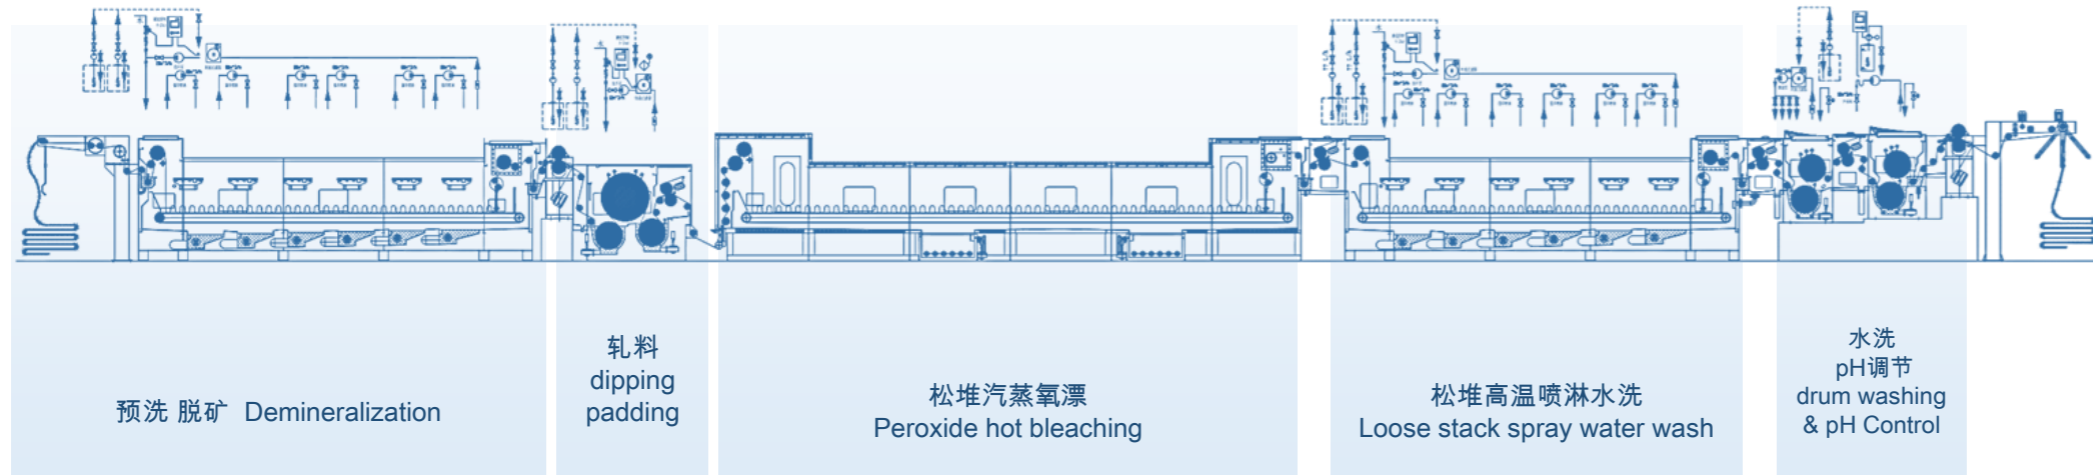 预洗 脱矿 Demineralization
轧料
dipping
padding
松堆汽蒸氧漂
Peroxide hot bleaching
松堆高温喷淋水洗
Loose stack spray water wash
水洗
pH调节
drum washing
& pH Control